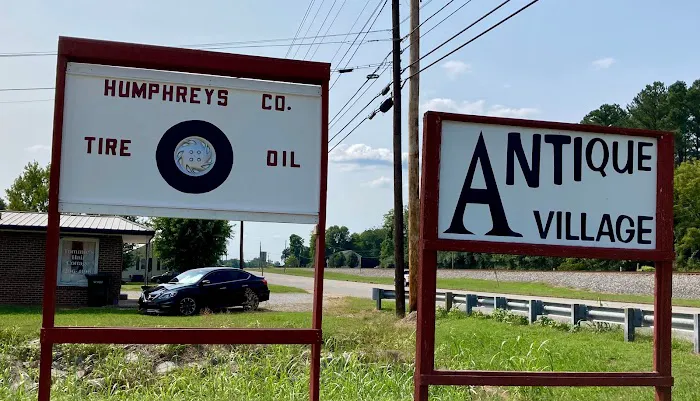 HUMPHREYS CO.
TIRE OIL
ANTIQUE
VILLAGE